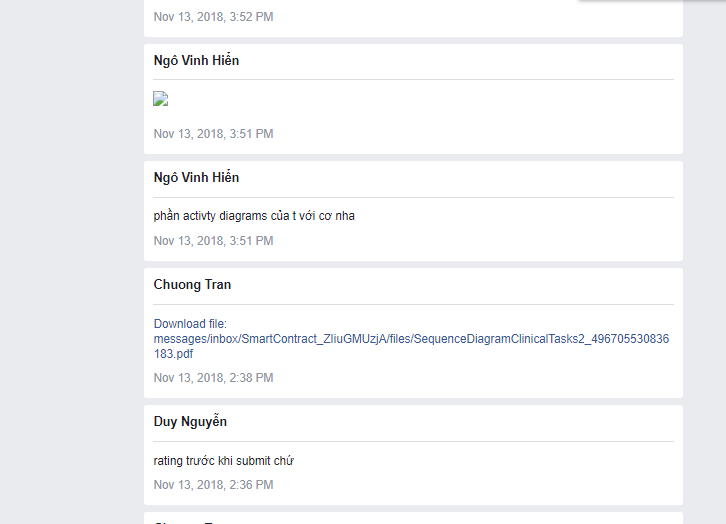 Nov 13, 2018, 3:52 PM
Ngô Vinh Hiển
Nov 13, 2018, 3:51 PM
Ngô Vinh Hiển
phần activty diagrams của t với cơ nha
Nov 13, 2018, 3:51 PM
Chuong Tran
Download file:
messages/inbox/SmartContract_ZIiuGMUzjA/files/SequenceDiagramClinicalTasks2_496705530836
183.pdf
Nov 13, 2018, 2:38 PM
Duy Nguyễn
rating trước khi submit chứ
Nov 13, 2018, 2:36 PM